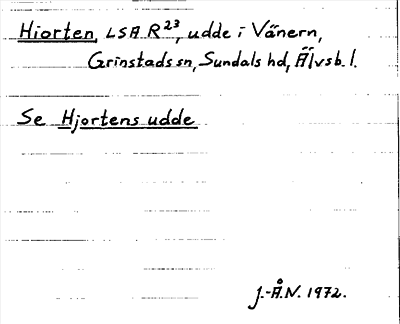 Hiorten, LSA R23, udde i Vänern,
Grinstads sn, Sundals hd, Älvsb. l.
Se Hjortens udde
J.-Å.N. 1972.